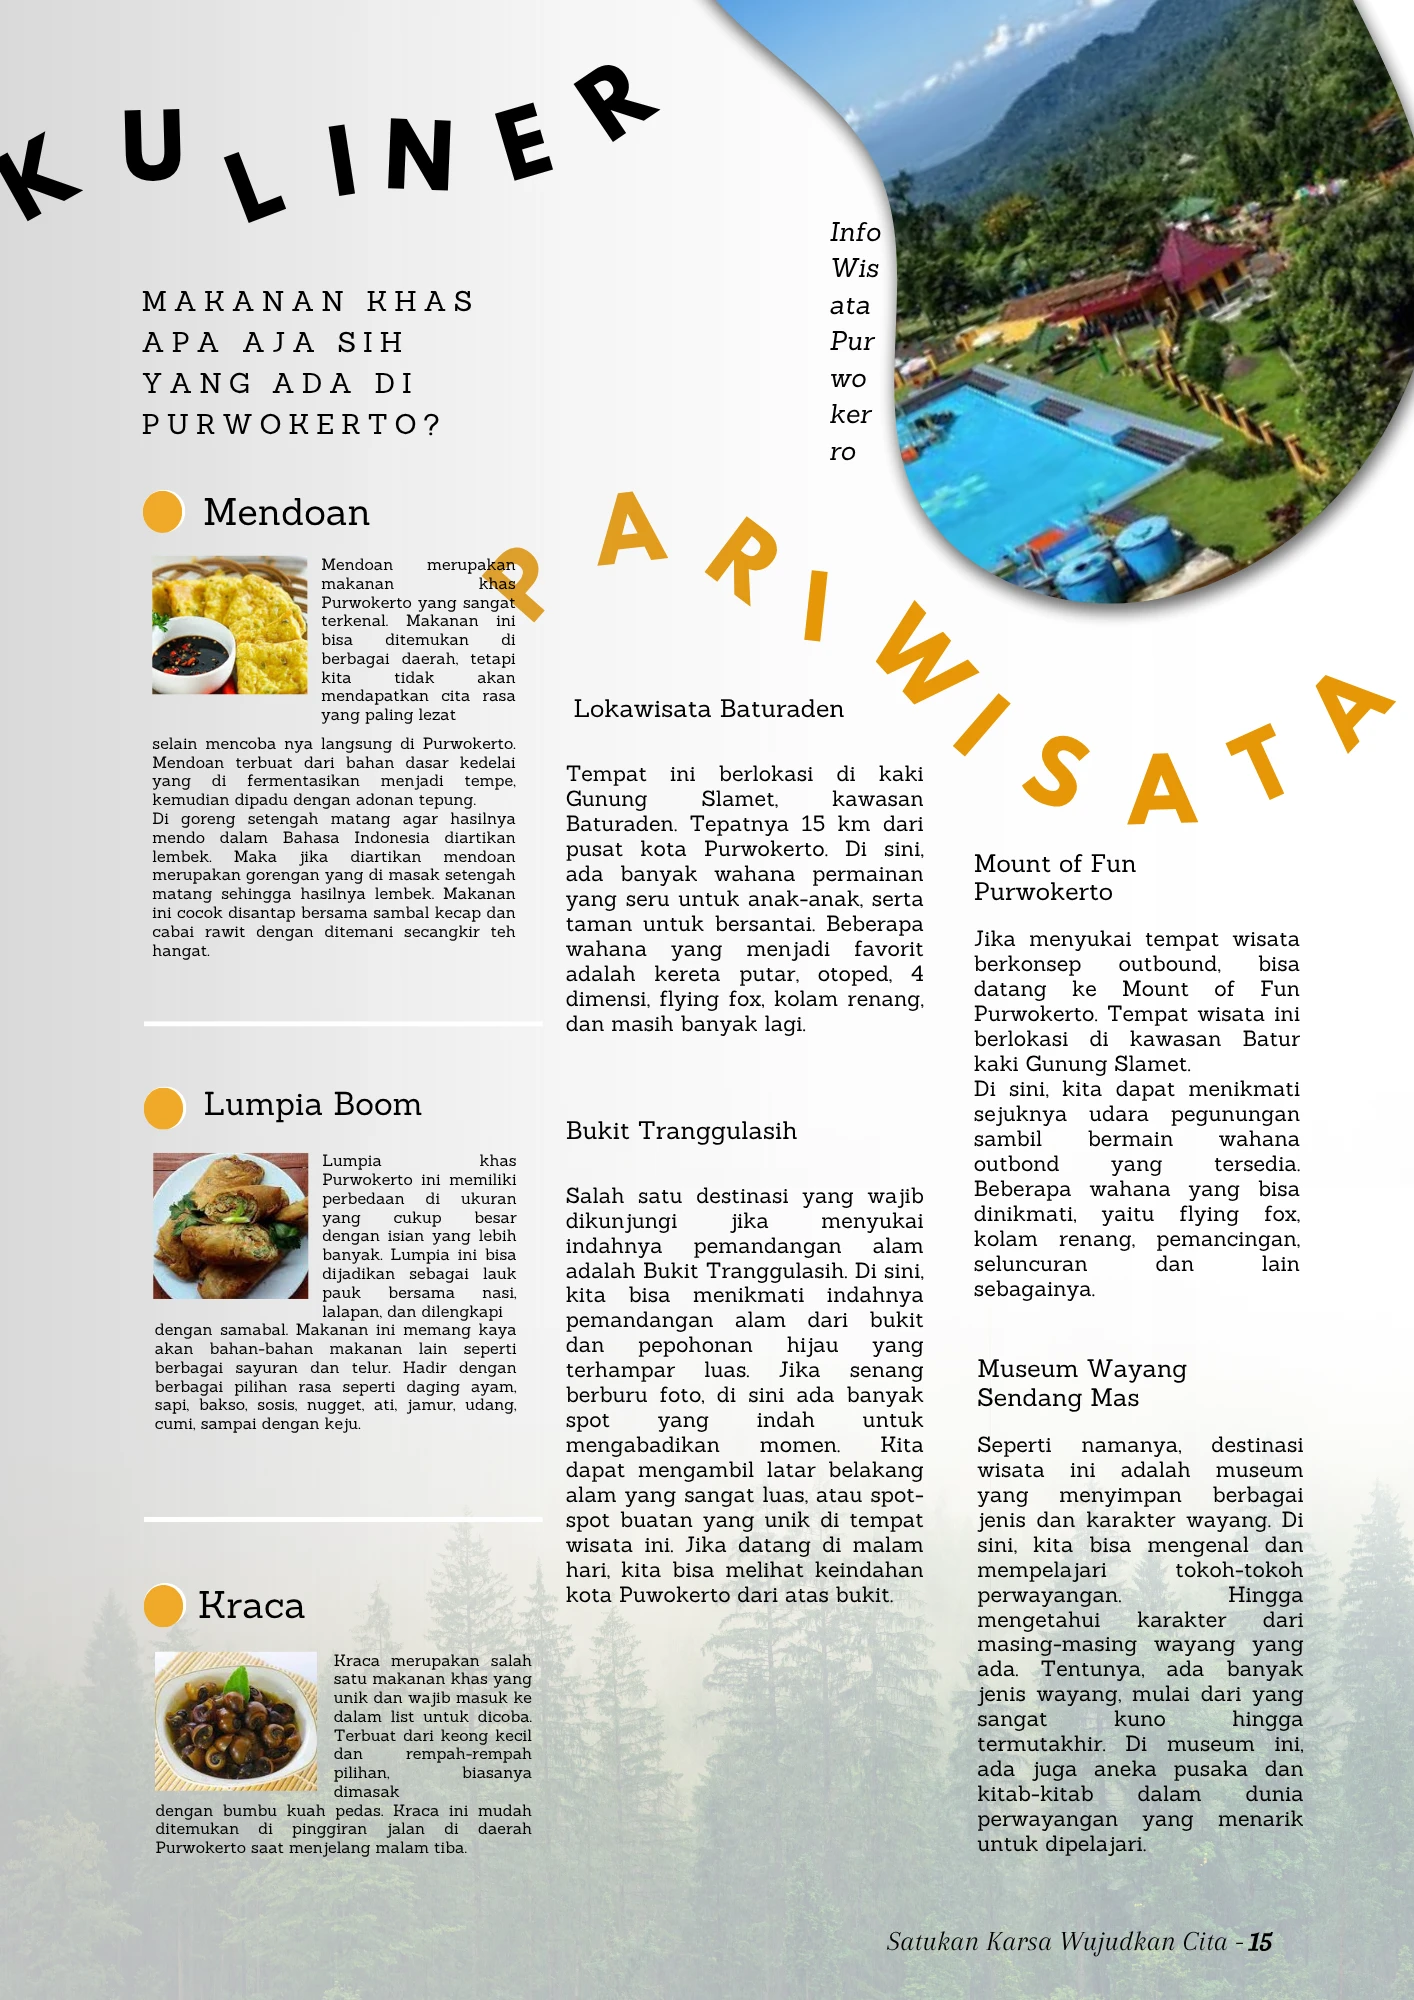 KULINER
MAKANAN KHAS
APA AJA SIH
YANG ADA DI
PURWOKERTO?
Mendoan
Mendoan merupakan
makanan khas
Purwokerto yang sangat
terkenal. Makanan ini
bisa ditemukan di
berbagai daerah, tetapi
kita tidak akan
mendapatkan cita rasa
yang paling lezat
selain mencoba nya langsung di Purwokerto.
Mendoan terbuat dari bahan dasar kedelai
yang di fermentasikan menjadi tempe,
kemudian dipadu dengan adonan tepung.
Di goreng setengah matang agar hasilnya
mendo dalam Bahasa Indonesia diartikan
lembek. Maka jika diartikan mendoan
merupakan gorengan yang di masak setengah
matang sehingga hasilnya lembek. Makanan
ini cocok disantap bersama sambal kecap dan
cabai rawit dengan ditemani secangkir teh
hangat.
Lumpia Boom
Lumpia khas
Purwokerto ini memiliki
perbedaan di ukuran
yang cukup besar
dengan isian yang lebih
banyak. Lumpia ini bisa
dijadikan sebagai lauk
pauk bersama nasi,
lalapan, dan dilengkapi
dengan samabal. Makanan ini memang kaya
akan bahan-bahan makanan lain seperti
berbagai sayuran dan telur. Hadir dengan
berbagai pilihan rasa seperti daging ayam,
sapi, bakso, sosis, nugget, ati, jamur, udang,
cumi, sampai dengan keju.
Kraca
Kraca merupakan salah
satu makanan khas yang
unik dan wajib masuk ke
dalam list untuk dicoba.
Terbuat dari keong kecil
dan rempah-rempah
pilihan, biasanya
dimasak
dengan bumbu kuah pedas. Kraca ini mudah
ditemukan di pinggiran jalan di daerah
Purwokerto saat menjelang malam tiba.
Info
Wis
ata
Pur
wo
ker
ro
PARIWISATA
Lokawisata Baturaden
Tempat ini berlokasi di kaki
Gunung Slamet, kawasan
Baturaden. Tepatnya 15 km dari
pusat kota Purwokerto. Di sini,
ada banyak wahana permainan
yang seru untuk anak-anak, serta
taman untuk bersantai. Beberapa
wahana yang menjadi favorit
adalah kereta putar, otoped, 4
dimensi, flying fox, kolam renang,
dan masih banyak lagi.
Bukit Tranggulasih
Salah satu destinasi yang wajib
dikunjungi jika menyukai
indahnya pemandangan alam
adalah Bukit Tranggulasih. Di sini,
kita bisa menikmati indahnya
pemandangan alam dari bukit
dan pepohonan hijau yang
terhampar luas. Jika senang
berburu foto, di sini ada banyak
spot yang indah untuk
mengabadikan momen. Kita
dapat mengambil latar belakang
alam yang sangat luas, atau spot-
spot buatan yang unik di tempat
wisata ini. Jika datang di malam
hari, kita bisa melihat keindahan
kota Puwokerto dari atas bukit.
Mount of Fun
Purwokerto
Jika menyukai tempat wisata
berkonsep outbound, bisa
datang ke Mount of Fun
Purwokerto. Tempat wisata ini
berlokasi di kawasan Batur
kaki Gunung Slamet.
Di sini, kita dapat menikmati
sejuknya udara pegunungan
sambil bermain wahana
outbond yang tersedia.
Beberapa wahana yang bisa
dinikmati, yaitu flying fox,
kolam renang, pemancingan,
seluncuran dan lain
sebagainya.
Museum Wayang
Sendang Mas
Seperti namanya, destinasi
wisata ini adalah museum
yang menyimpan berbagai
jenis dan karakter wayang. Di
sini, kita bisa mengenal dan
mempelajari tokoh-tokoh
perwayangan. Hingga
mengetahui karakter dari
masing-masing wayang yang
ada. Tentunya, ada banyak
jenis wayang, mulai dari yang
sangat kuno hingga
termutakhir. Di museum ini,
ada juga aneka pusaka dan
kitab-kitab dalam dunia
perwayangan yang menarik
untuk dipelajari.
Satukan Karsa Wujudkan Cita - 15